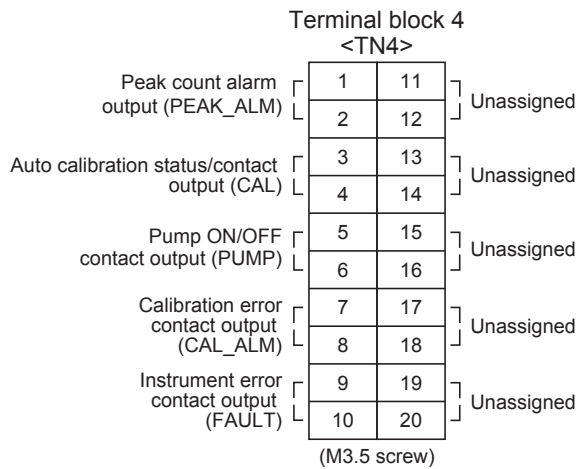 Terminal block 4
<TN4>
Peak count alarm
output (PEAK_ALM)
1 11
2 12
Unassigned
Auto calibration status/contact
output (CAL)
3 13
4 14
Unassigned
Pump ON/OFF
contact output (PUMP)
5 15
6 16
Unassigned
Calibration error
contact output
(CAL_ALM)
7 17
8 18
Unassigned
Instrument error
contact output
(FAULT)
9 19
10 20
Unassigned
(M3.5 screw)